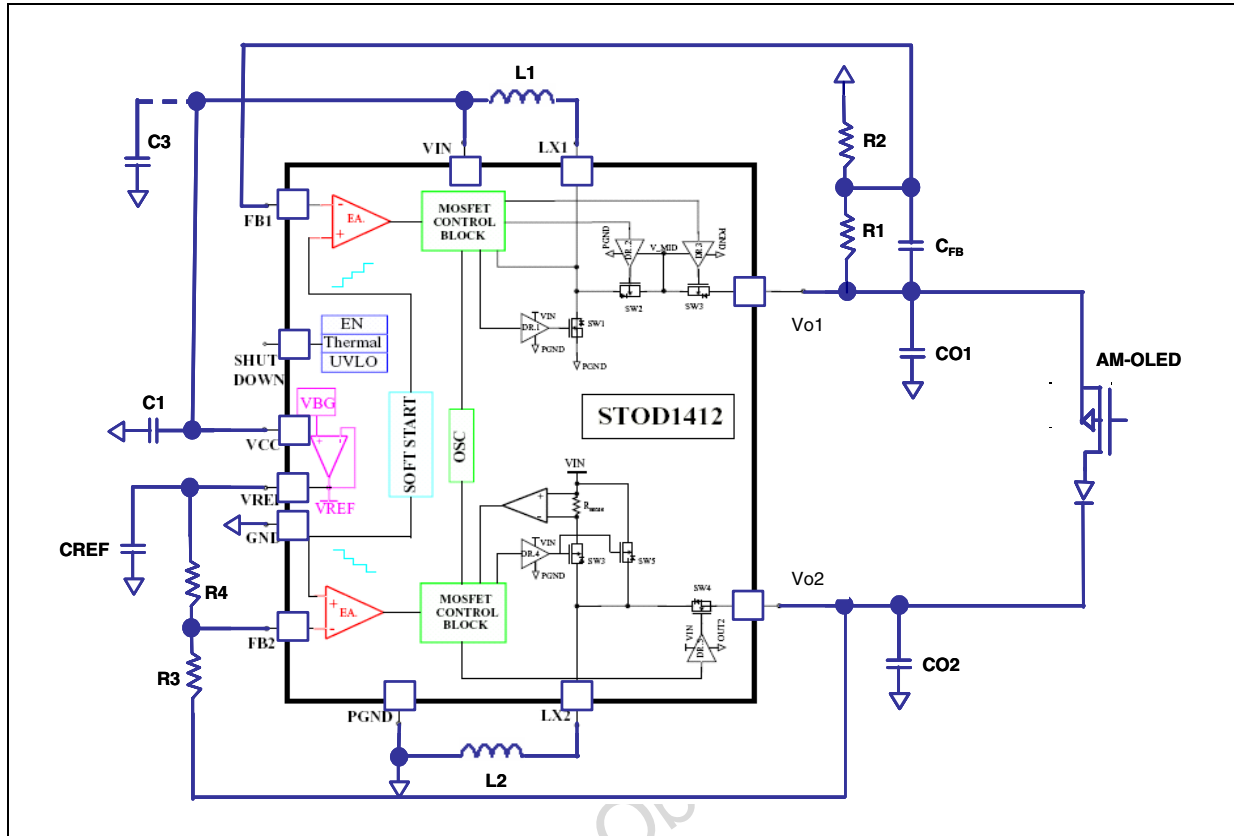 L1
C3
VIN
LX1
R2
FB1
EA.
-
+
MOSFET
CONTROL
BLOCK
PGND
DR.2
V_MID
DR.3
PGND
R1
CFB
SW2
SW3
VIN
DR.1
SW1
PGND
PGND
Vo1
CO1
AM-OLED
EN
Thermal
UVLO
SHUT
DOWN
VBG
C1
VCC
+
-
SOFT START
OSC
STOD1412
VREF
GND
CREF
R4
VIN
+
-
VIN
DR.4
PGND
SW3
SW5
+
EA.
-
MOSFET
CONTROL
BLOCK
SW4
Vo2
FB2
VIN
DR.5
OUT2
R3
CO2
PGND
LX2
L2
Ob